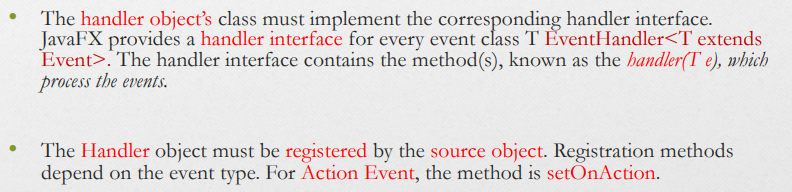 • The handler object's class must implement the corresponding handler interface.
JavaFX provides a handler interface for every event class T EventHandler<T extends
Event>. The handler interface contains the method(s), known as the handler(T e), which
process the events.
• The Handler object must be registered by the source object. Registration methods
depend on the event type. For Action Event, the method is setOnAction.